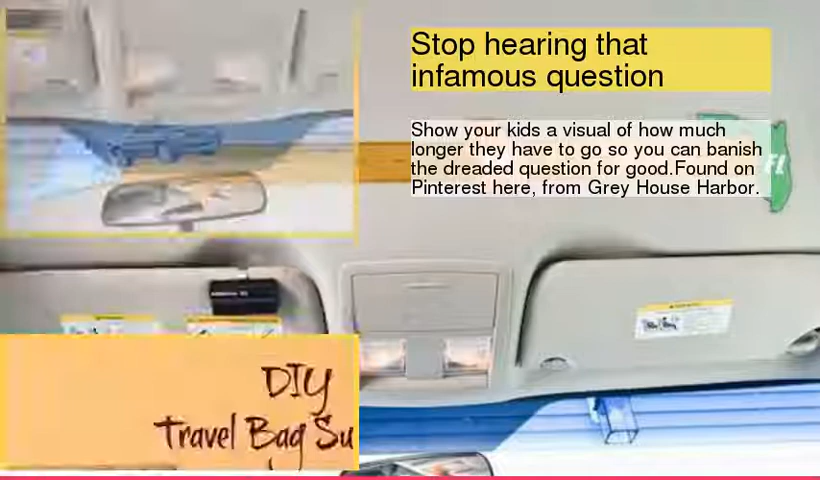 Stop hearing that
infamous question
Show your kids a visual of how much
longer they have to go so you can banish
the dreaded question for good.Found on
Pinterest here, from Grey House Harbor.
FL
DIY
Travel Bag Su